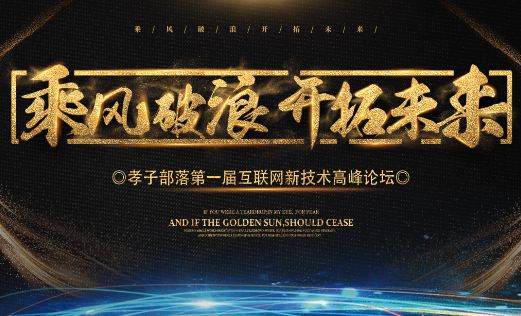 乘 / 风 / 破 / 浪 / 开 / 拓 / 未 / 来 /
乘风破浪 开拓未来
◎孝子部落第一届互联网新技术高峰论坛◎
AND IF THE GOLDEN SUN,SHOULD CEASE